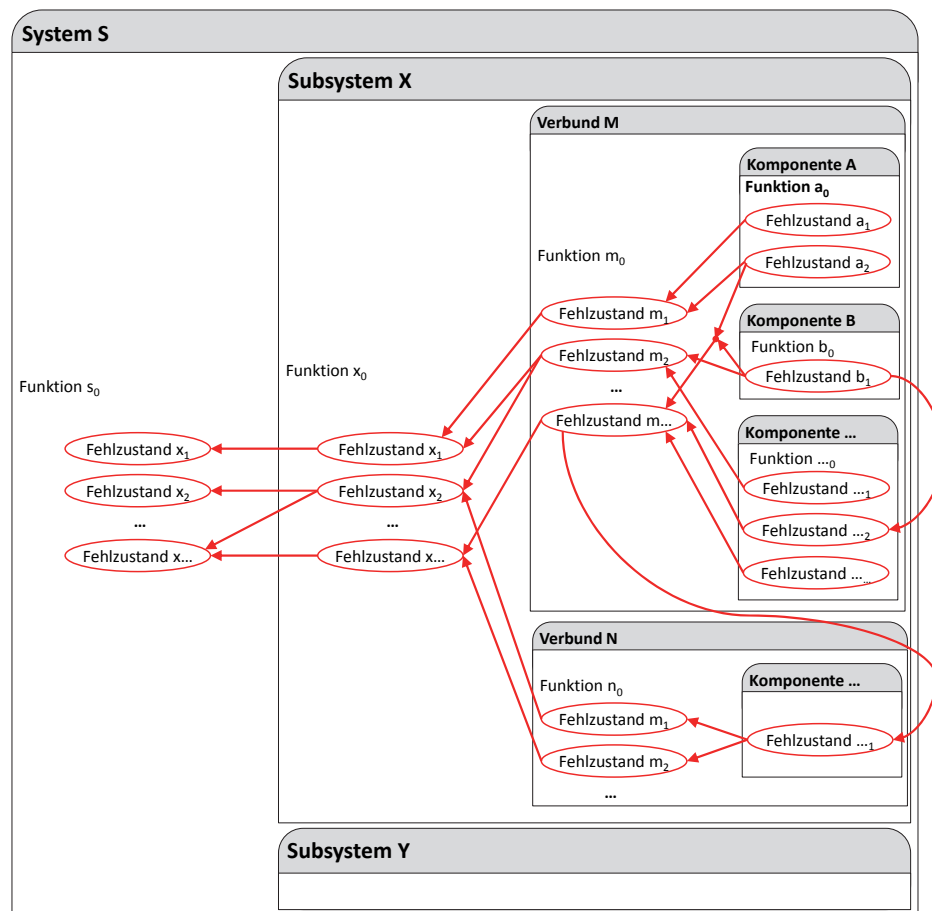 System S
Subsystem X
Verbund M
Komponente A
Funktion a₀
Fehlzustand a₁
Fehlzustand a₂
Funktion m₀
Fehlzustand m₁
Fehlzustand m₂
...
Fehlzustand m...
Komponente B
Funktion b₀
Fehlzustand b₁
Komponente ...
Funktion ...₀
Fehlzustand ...₁
Fehlzustand ...₂
Fehlzustand ......
Funktion x₀
Fehlzustand x₁
Fehlzustand x₂
...
Fehlzustand x...
Funktion s₀
Fehlzustand x₁
Fehlzustand x₂
...
Fehlzustand x...
Verbund N
Funktion n₀
Fehlzustand m₁
Fehlzustand m₂
...
Komponente ...
Fehlzustand ...₁
Subsystem Y